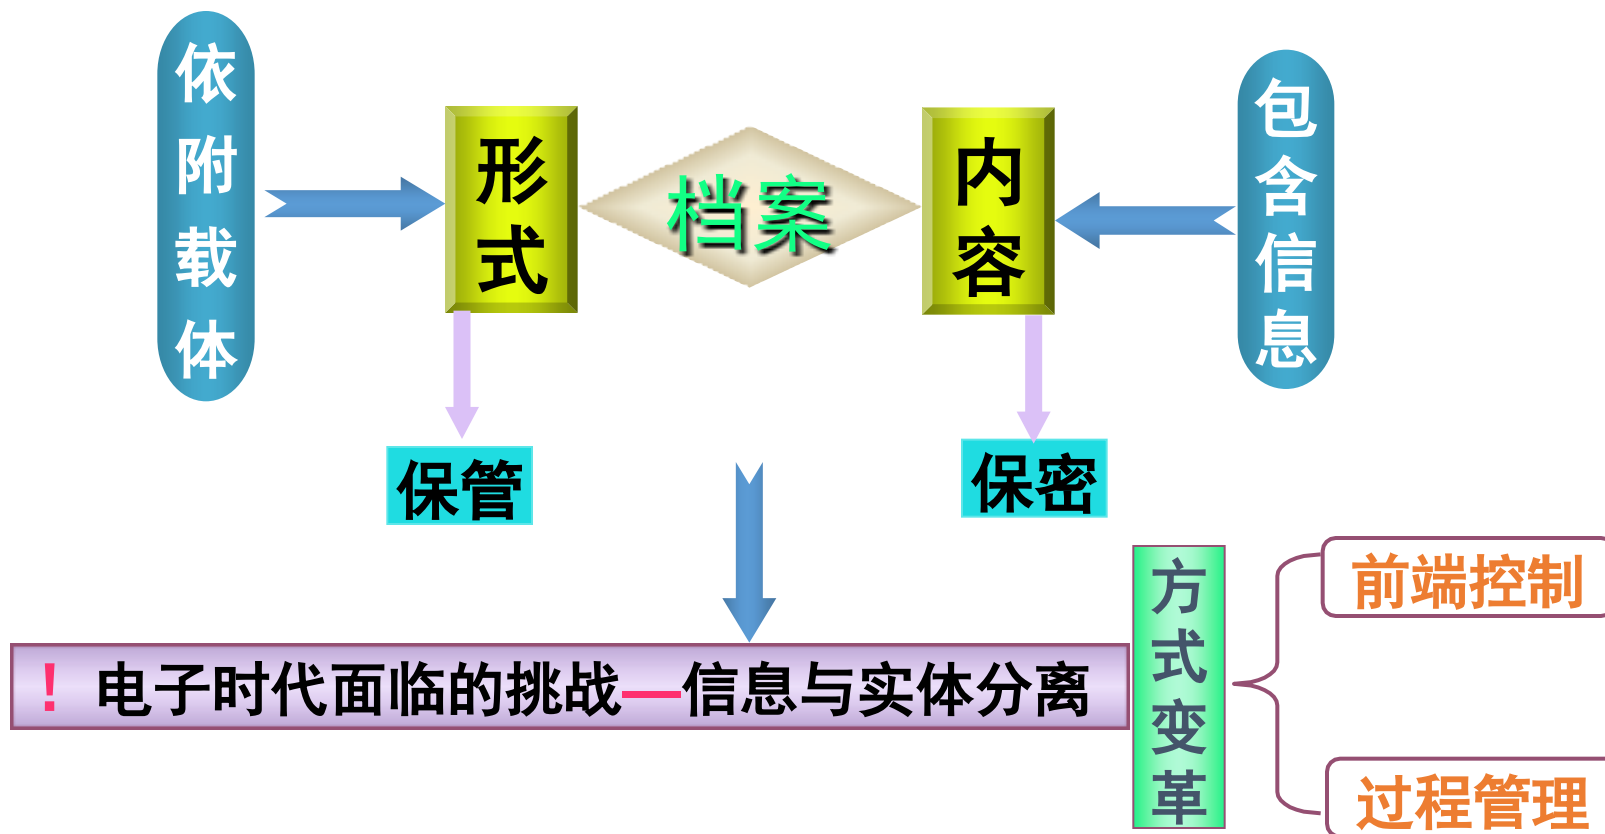 依附载体
形式
档案
内容
包含信息
保管
保密
！电子时代面临的挑战—信息与实体分离
方式变革
前端控制
过程管理